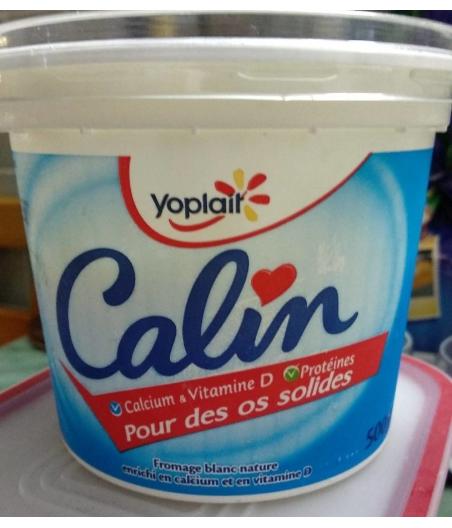 Yoplait
Calin
Calcium & Vitamine D Protéines
Pour des os solides
Fromage blanc nature
enrichi en calcium et en vitamine D
500